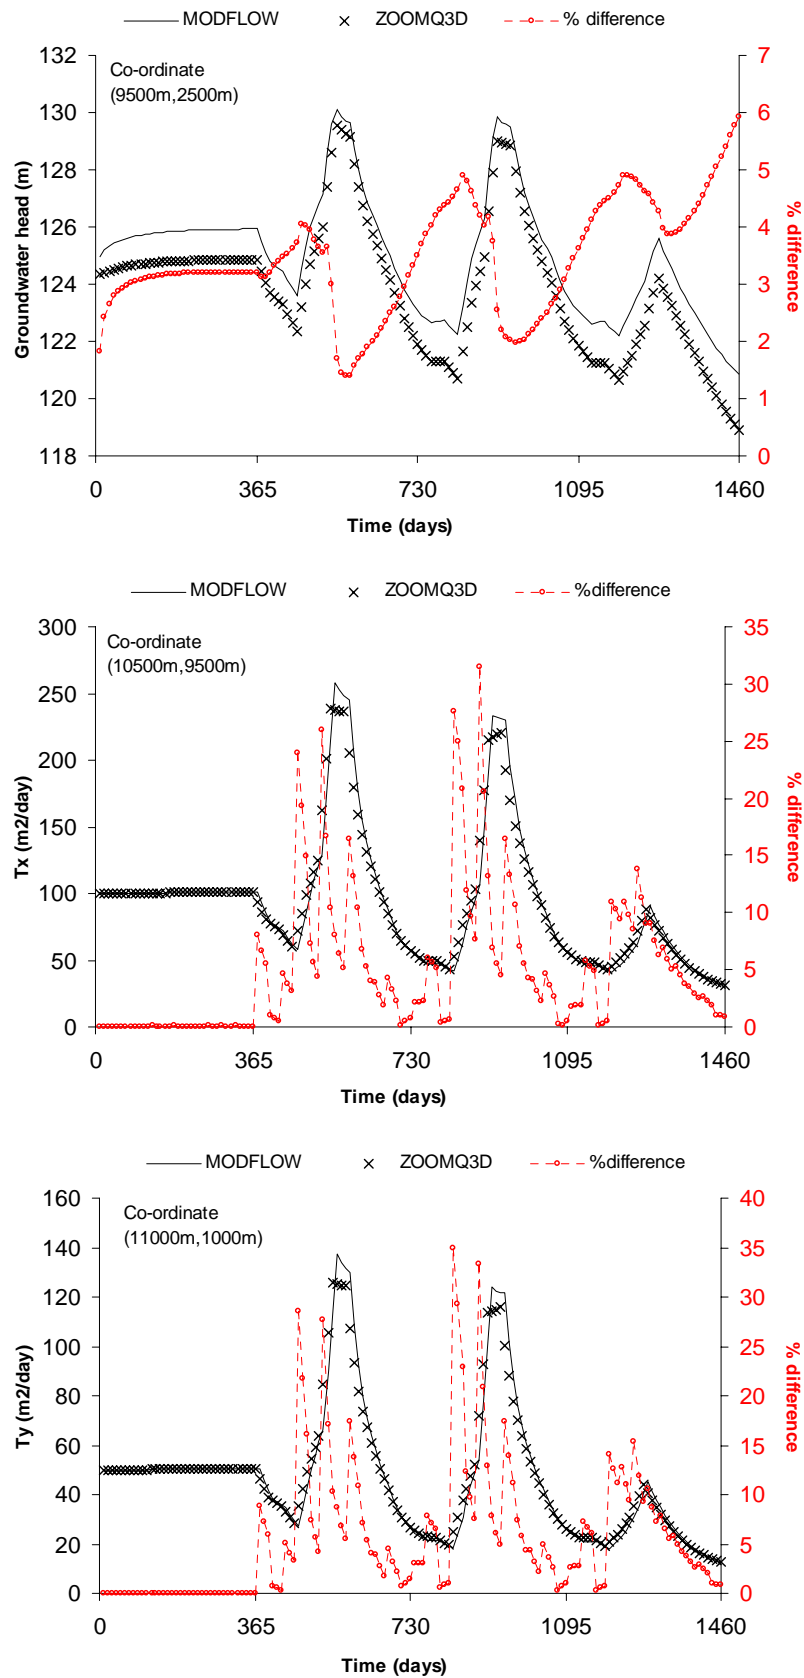 MODFLOW ZOOMQ3D % difference
132 7
Co-ordinate
(9500m,2500m)
130 6
128 5
126 4
124 3
122 2
120 1
118 0
Groundwater head (m)
% difference
0 365 730 1095 1460
Time (days)
MODFLOW ZOOMQ3D %difference
300 35
Co-ordinate
(10500m,9500m)
30
250
25
200
20
150
15
100
10
50
5
0 0
Tx (m2/day)
% difference
0 365 730 1095 1460
Time (days)
MODFLOW ZOOMQ3D %difference
160 40
Co-ordinate
(11000m,1000m)
140 35
120 30
100 25
80 20
60 15
40 10
20 5
0 0
Ty (m2/day)
% difference
0 365 730 1095 1460
Time (days)